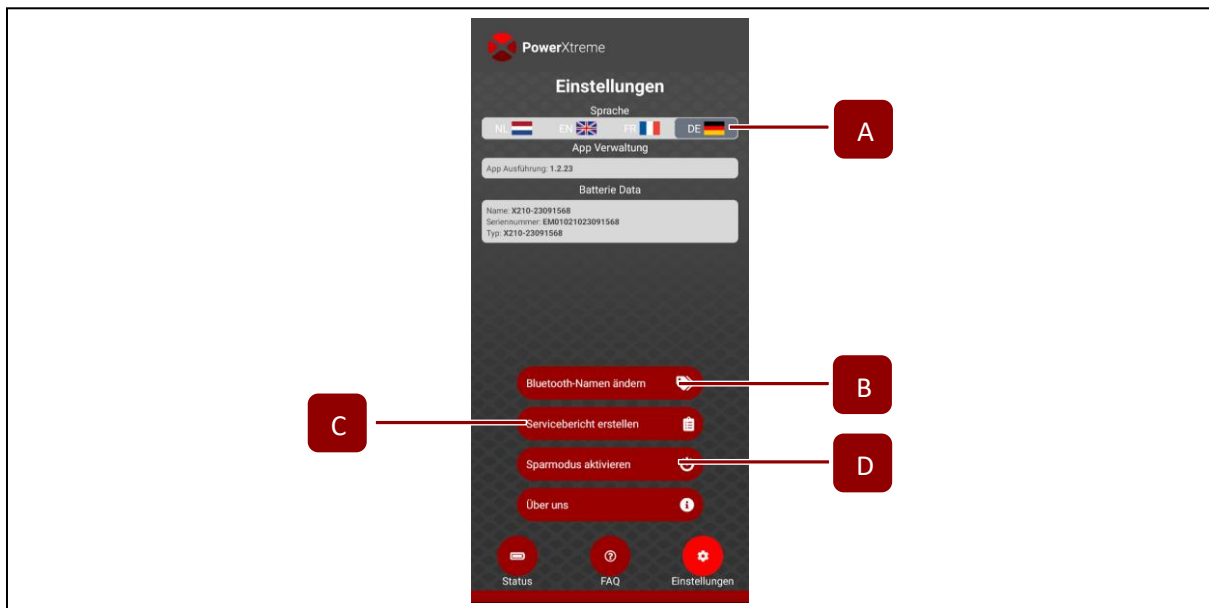 PowerXtreme
Einstellungen
Sprache
NL EN FR DE
A
App Verwaltung
App Ausführung: 1.2.23
Batterie Data
Name: X210-23091568
Seriennummer: EM01021023091568
Typ: X210-23091568
Bluetooth-Namen ändern
B
C
Servicebericht erstellen
Sparmodus aktivieren
D
Über uns
Status FAQ Einstellungen